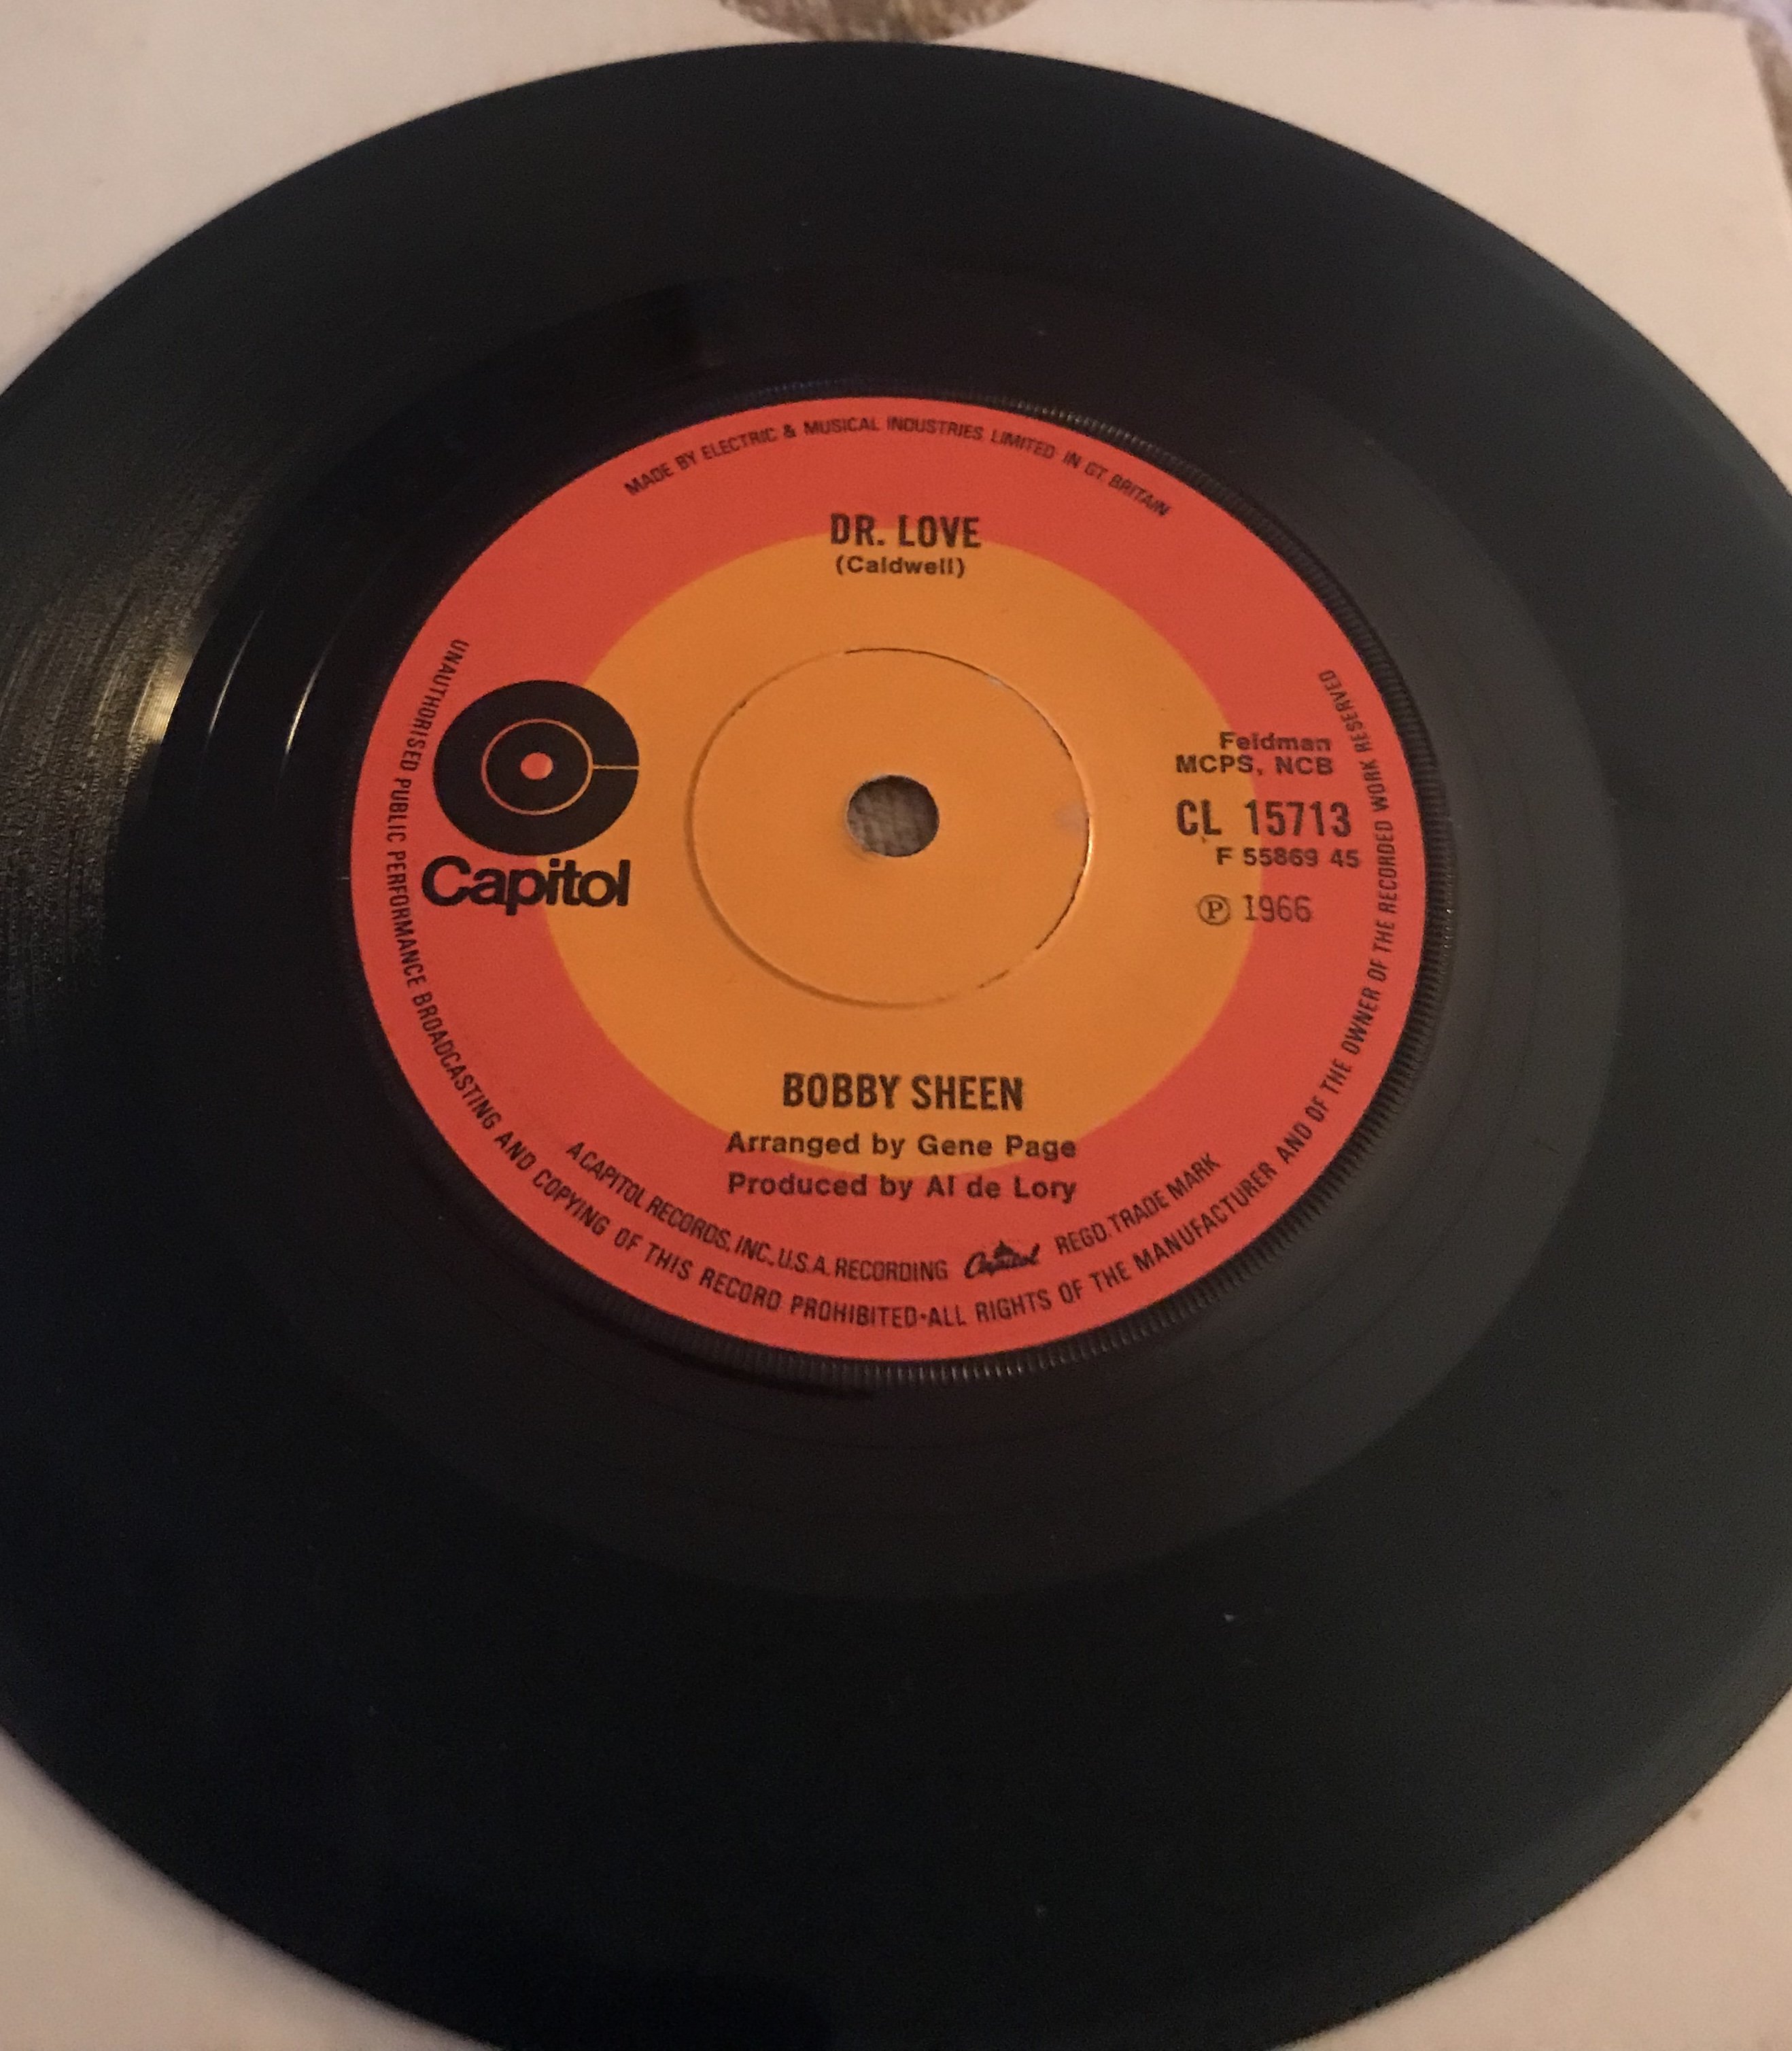 MADE BY ELECTRIC & MUSICAL INDUSTRIES LIMITED IN GT. BRITAIN
DR. LOVE
(Caldwell)
Capitol
Feldman
MCPS, NCB
CL 15713
F 55869 45
℗ 1966
BOBBY SHEEN
Arranged by Gene Page
Produced by Al de Lory
A CAPITOL RECORDS, INC., U.S.A. RECORDING Capitol REGD. TRADE MARK
UNAUTHORISED PUBLIC PERFORMANCE BROADCASTING AND COPYING OF THIS RECORD PROHIBITED·ALL RIGHTS OF THE MANUFACTURER AND OF THE OWNER OF THE RECORDED WORK RESERVED